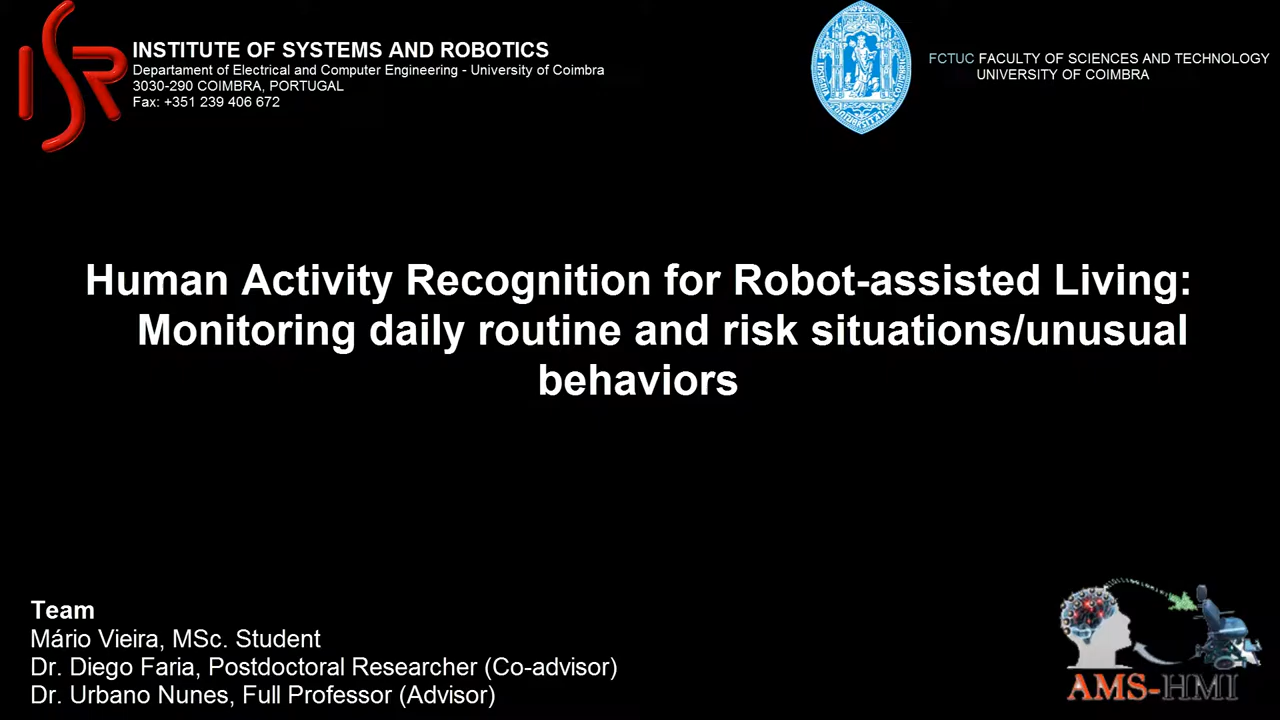 ISR
INSTITUTE OF SYSTEMS AND ROBOTICS
Departament of Electrical and Computer Engineering - University of Coimbra
3030-290 COIMBRA, PORTUGAL
Fax: +351 239 406 672
FCTUC FACULTY OF SCIENCES AND TECHNOLOGY
UNIVERSITY OF COIMBRA
Human Activity Recognition for Robot-assisted Living:
Monitoring daily routine and risk situations/unusual
behaviors
Team
Mário Vieira, MSc. Student
Dr. Diego Faria, Postdoctoral Researcher (Co-advisor)
Dr. Urbano Nunes, Full Professor (Advisor)
AMS-HMI